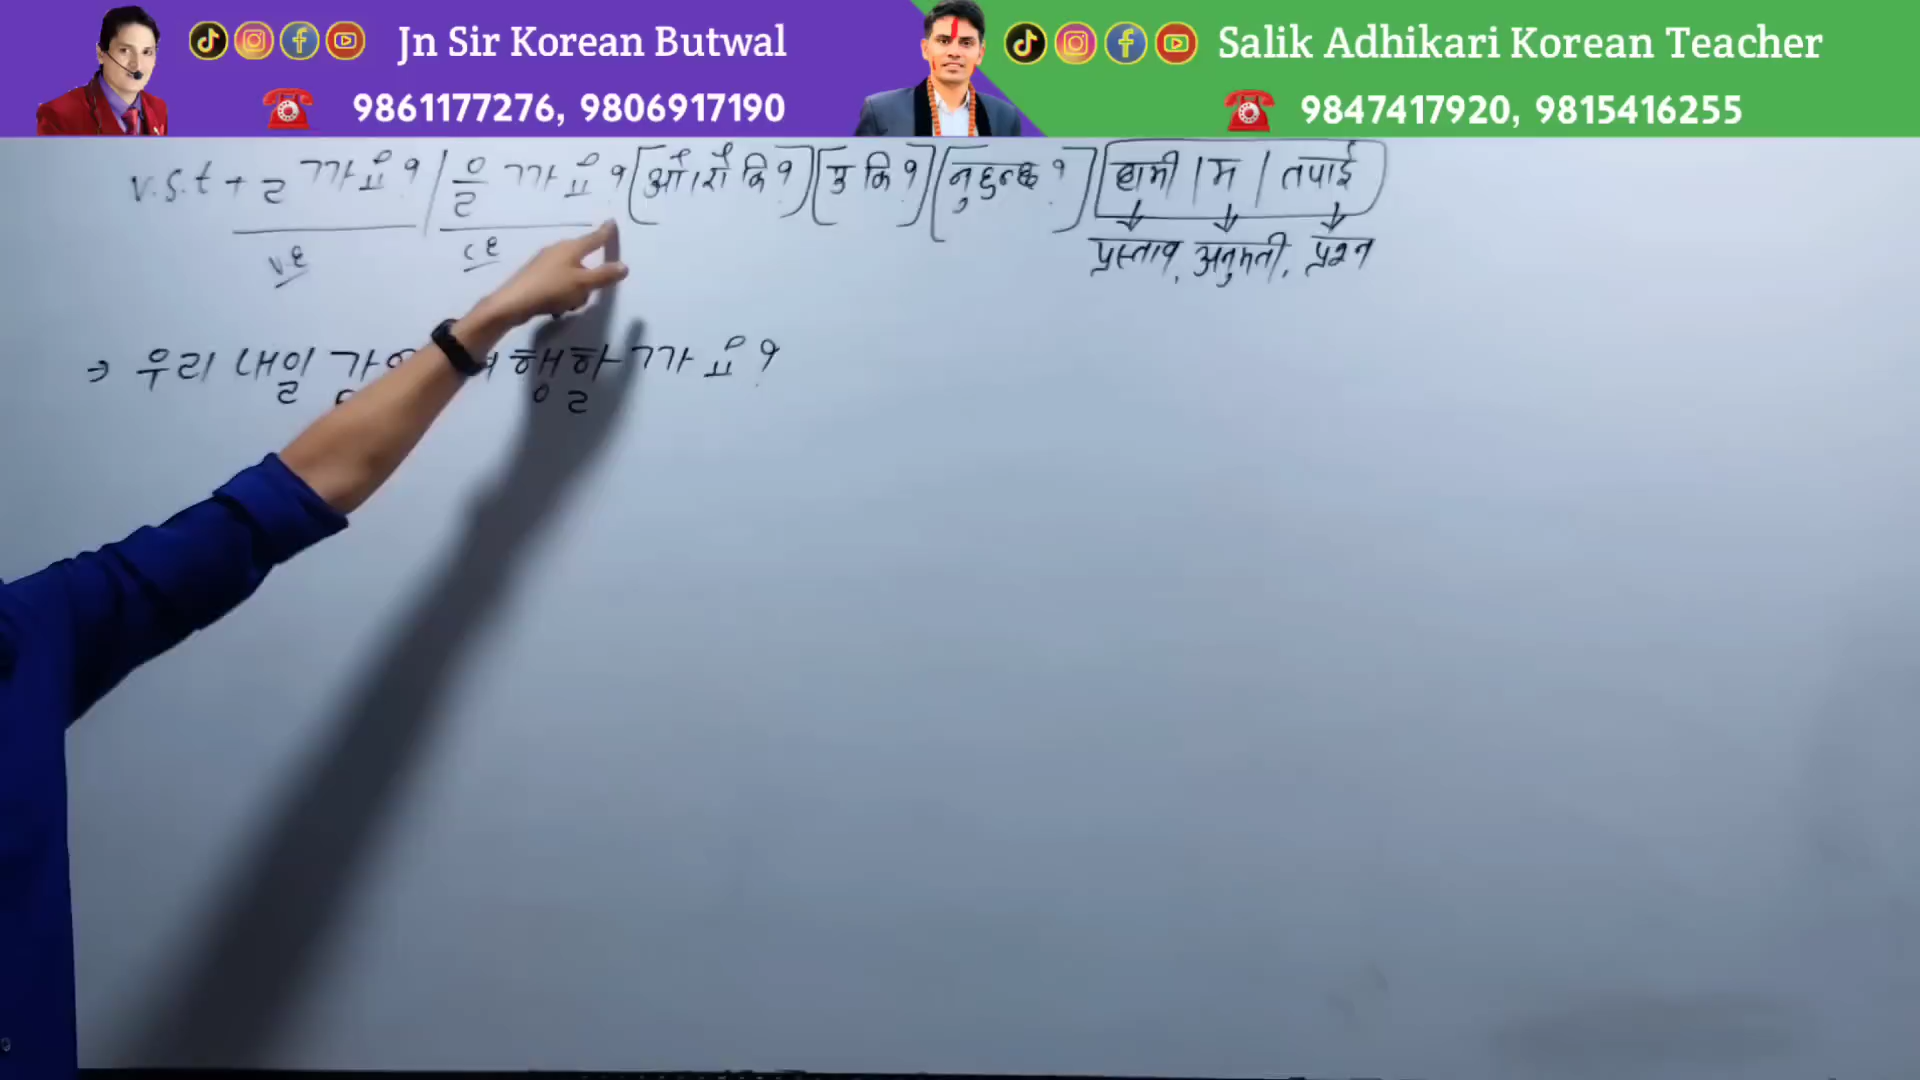 Jn Sir Korean Butwal
9861177276, 9806917190
Salik Adhikari Korean Teacher
9847417920, 9815416255
v.s.t + ㄹ까요? / 을까요? [औं।रौं कि?] [उ कि?] [नुहुन्छ?] हामी / म / तपाई
VE CE प्रस्ताव, अनुमती, प्रश्न
⇒ 우리 내일 행할까요?